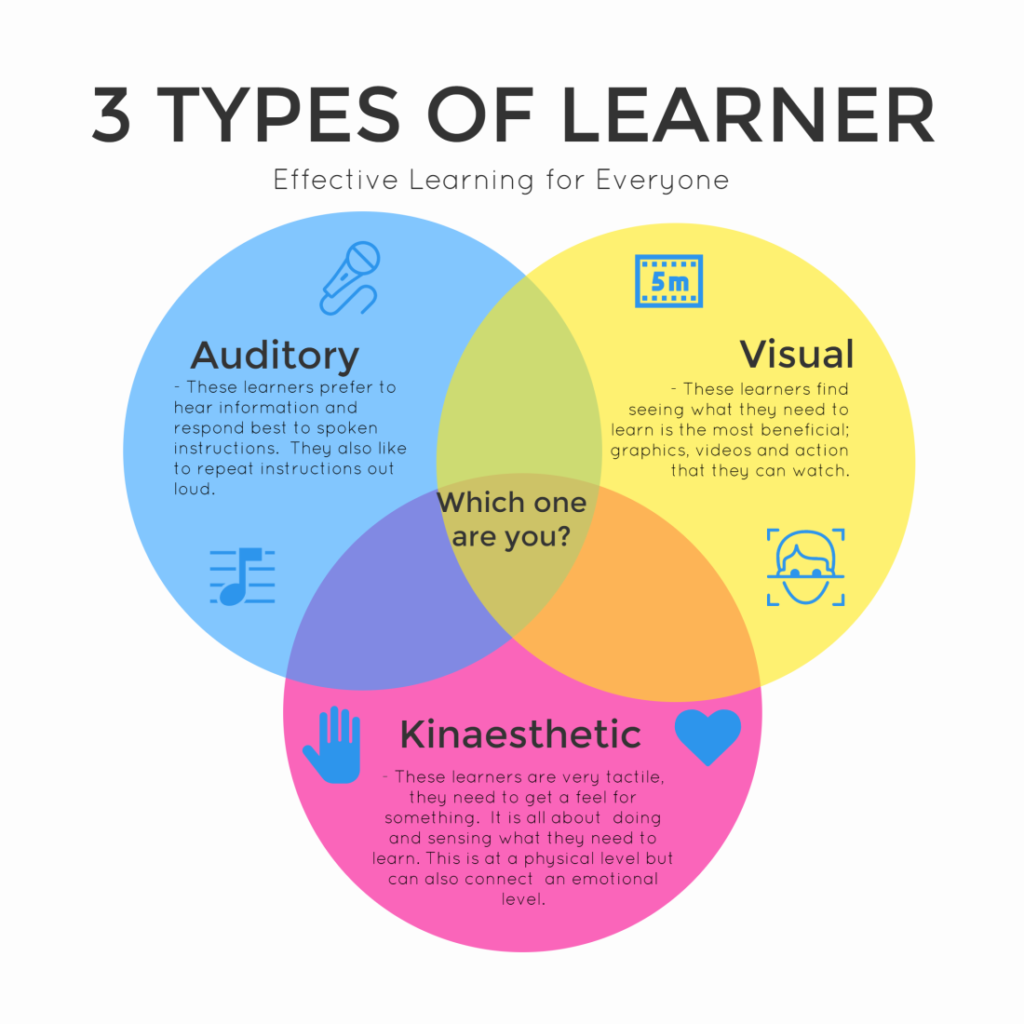 3 TYPES OF LEARNER
Effective Learning for Everyone
5m
Auditory
- These learners prefer to
hear information and
respond best to spoken
instructions.  They also like
to repeat instructions out
loud.
Visual
- These learners find
seeing what they need to
learn is the most beneficial;
graphics, videos and action
that they can watch.
Which one
are you?
Kinaesthetic
- These learners are very tactile,
they need to get a feel for
something.  It is all about  doing
and sensing what they need to
learn. This is at a physical level but
can also connect  an emotional
level.